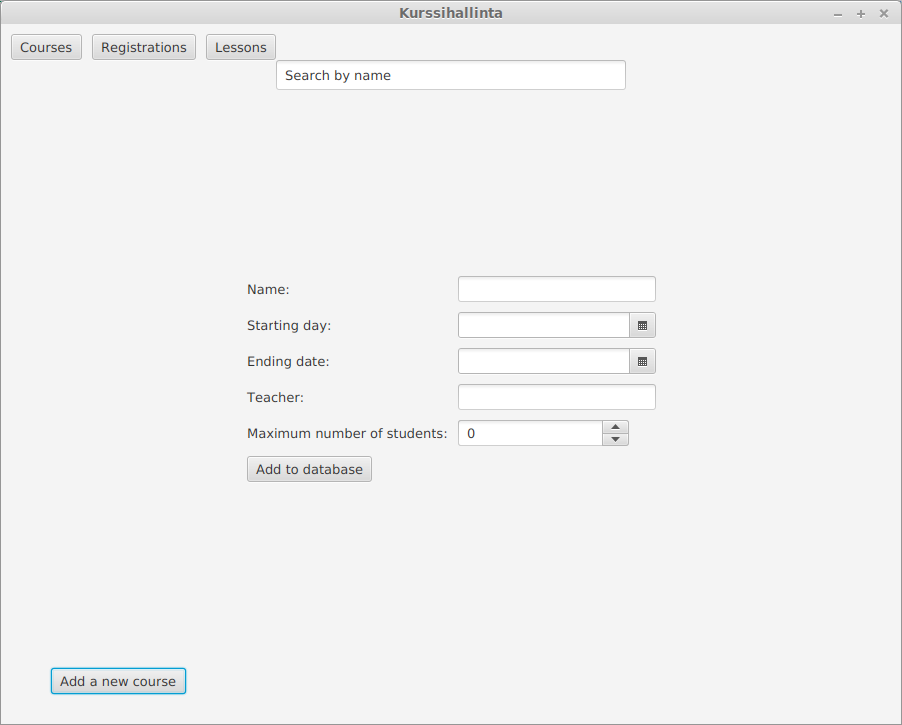 Kurssihallinta
Courses Registrations Lessons
Search by name
Name:
Starting day:
Ending date:
Teacher:
Maximum number of students: 0
Add to database
Add a new course